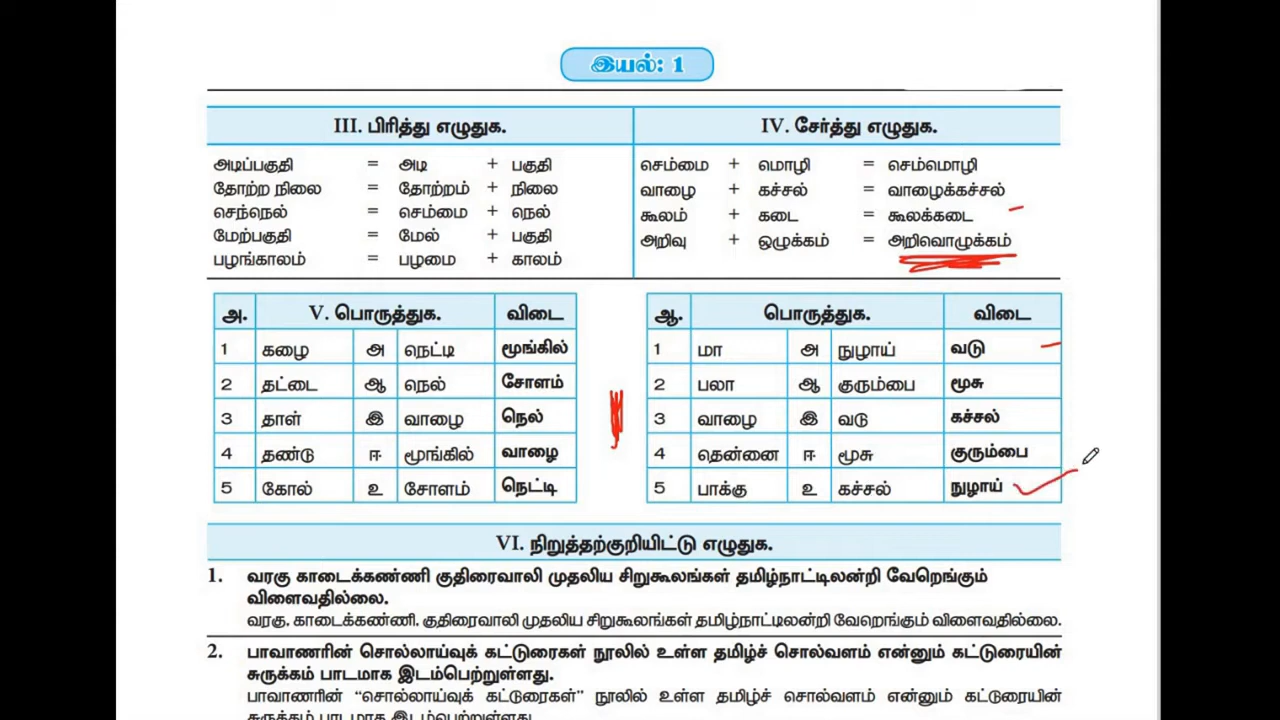 இயல்: 1
III. பிரித்து எழுதுக.
அடிப்பகுதி = அடி + பகுதி
தோற்ற நிலை = தோற்றம் + நிலை
செந்நெல் = செம்மை + நெல்
மேற்பகுதி = மேல் + பகுதி
பழங்காலம் = பழமை + காலம்
IV. சேர்த்து எழுதுக.
செம்மை + மொழி = செம்மொழி
வாழை + கச்சல் = வாழைக்கச்சல்
கூலம் + கடை = கூலக்கடை
அறிவு + ஒழுக்கம் = அறிவொழுக்கம்
அ. V. பொருத்துக. விடை
1 கழை அ நெட்டி மூங்கில்
2 தட்டை ஆ நெல் சோளம்
3 தாள் இ வாழை நெல்
4 தண்டு ஈ மூங்கில் வாழை
5 கோல் உ சோளம் நெட்டி
ஆ. பொருத்துக. விடை
1 மா அ நுழாய் வடு
2 பலா ஆ குரும்பை மூசு
3 வாழை இ வடு கச்சல்
4 தென்னை ஈ மூசு குரும்பை
5 பாக்கு உ கச்சல் நுழாய்
VI. நிறுத்தற்குறியிட்டு எழுதுக.
1. வரகு காடைக்கண்ணி குதிரைவாலி முதலிய சிறுகூலங்கள் தமிழ்நாட்டிலன்றி வேறெங்கும்
விளைவதில்லை.
வரகு, காடைக்கண்ணி, குதிரைவாலி முதலிய சிறுகூலங்கள் தமிழ்நாட்டிலன்றி வேறெங்கும் விளைவதில்லை.
2. பாவாணரின் சொல்லாய்வுக் கட்டுரைகள் நூலில் உள்ள தமிழ்ச் சொல்வளம் என்னும் கட்டுரையின்
சுருக்கம் பாடமாக இடம்பெற்றுள்ளது.
பாவாணரின் “சொல்லாய்வுக் கட்டுரைகள்” நூலில் உள்ள தமிழ்ச் சொல்வளம் என்னும் கட்டுரையின்
சுருக்கம் பாடமாக இடம்பெற்றுள்ளது.